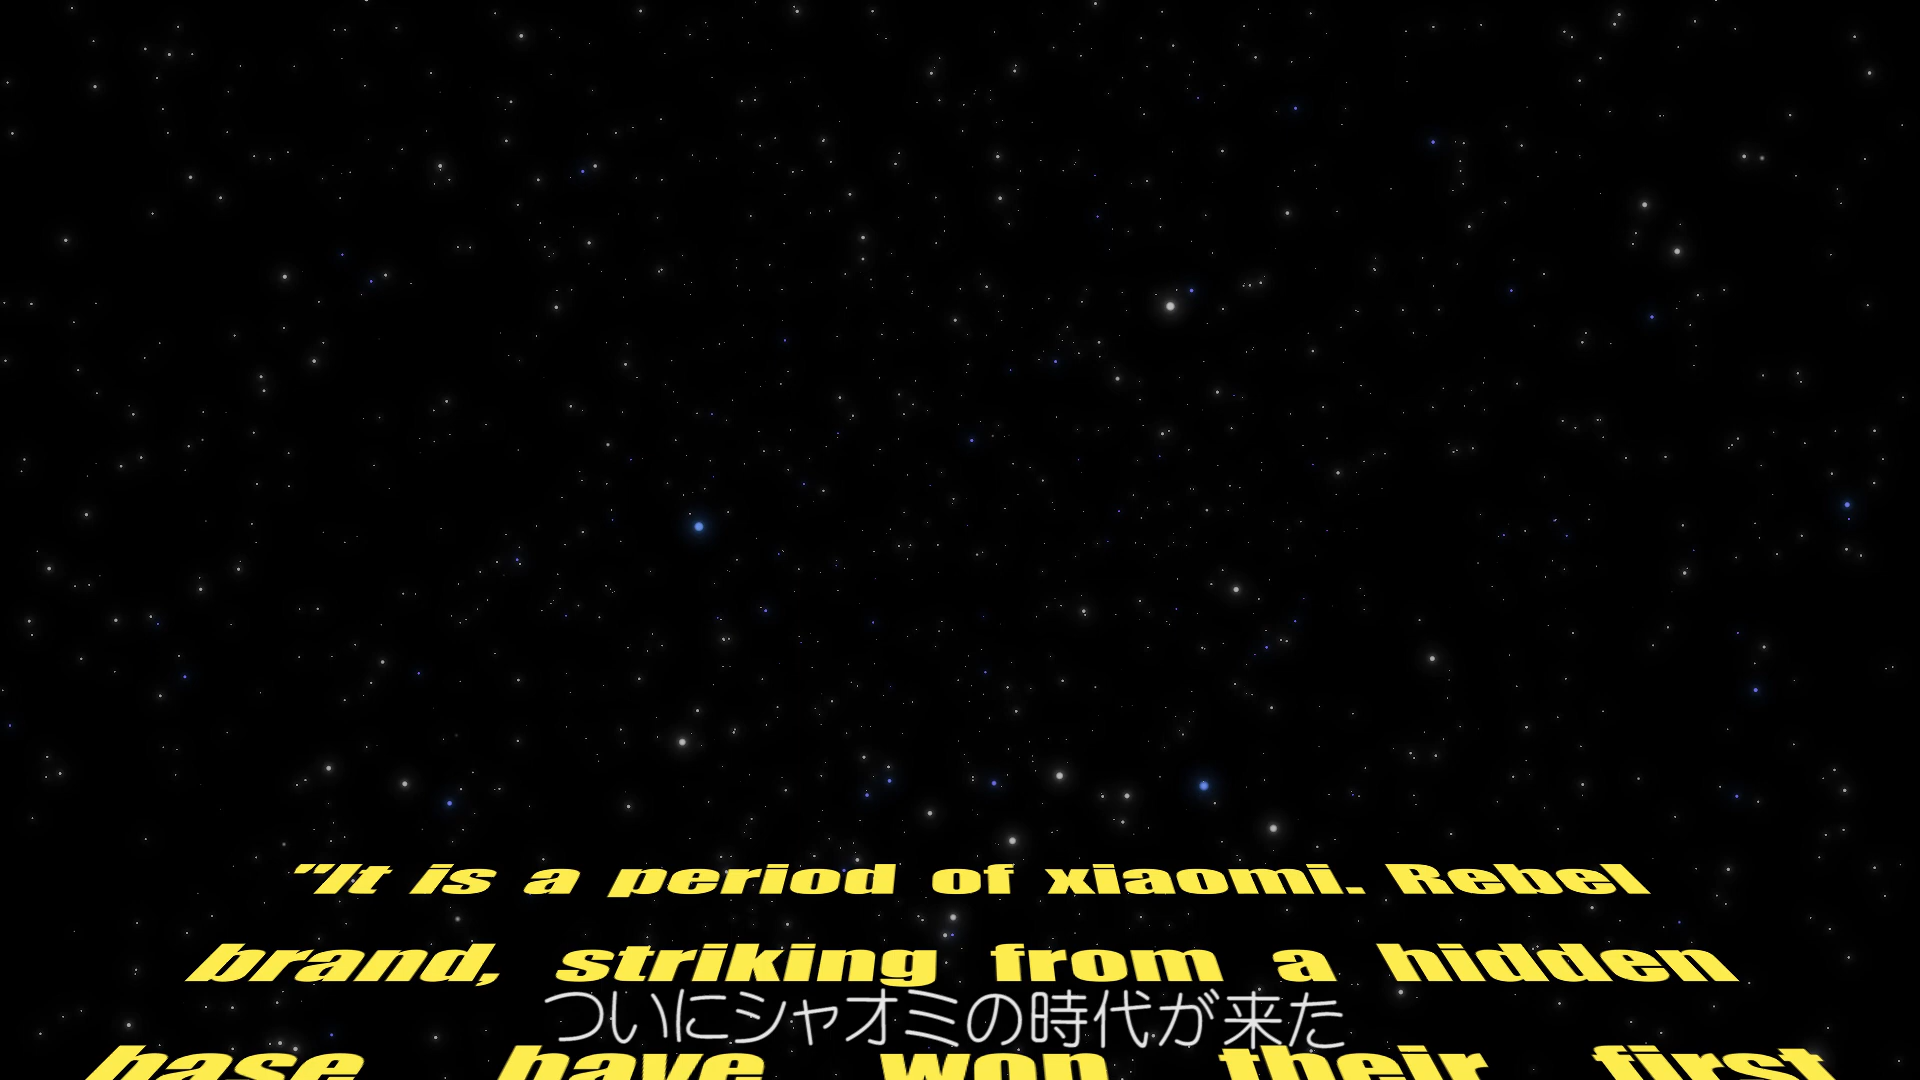 "It is a period of xiaomi. Rebel
brand, striking from a hidden
ついにシャオミの時代が来た
base have won their first